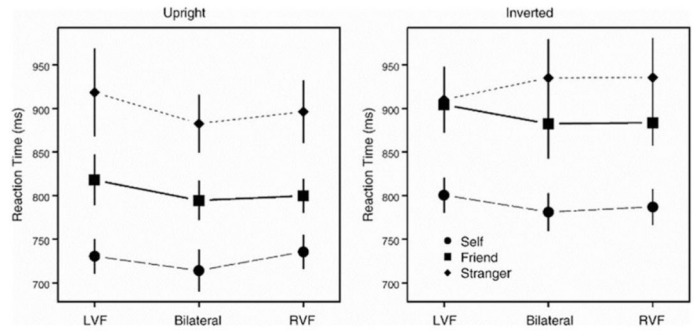 Upright
Inverted
Reaction Time (ms)
950
900
850
800
750
700
LVF
Bilateral
RVF
Reaction Time (ms)
950
900
850
800
750
700
Self
Friend
Stranger
LVF
Bilateral
RVF